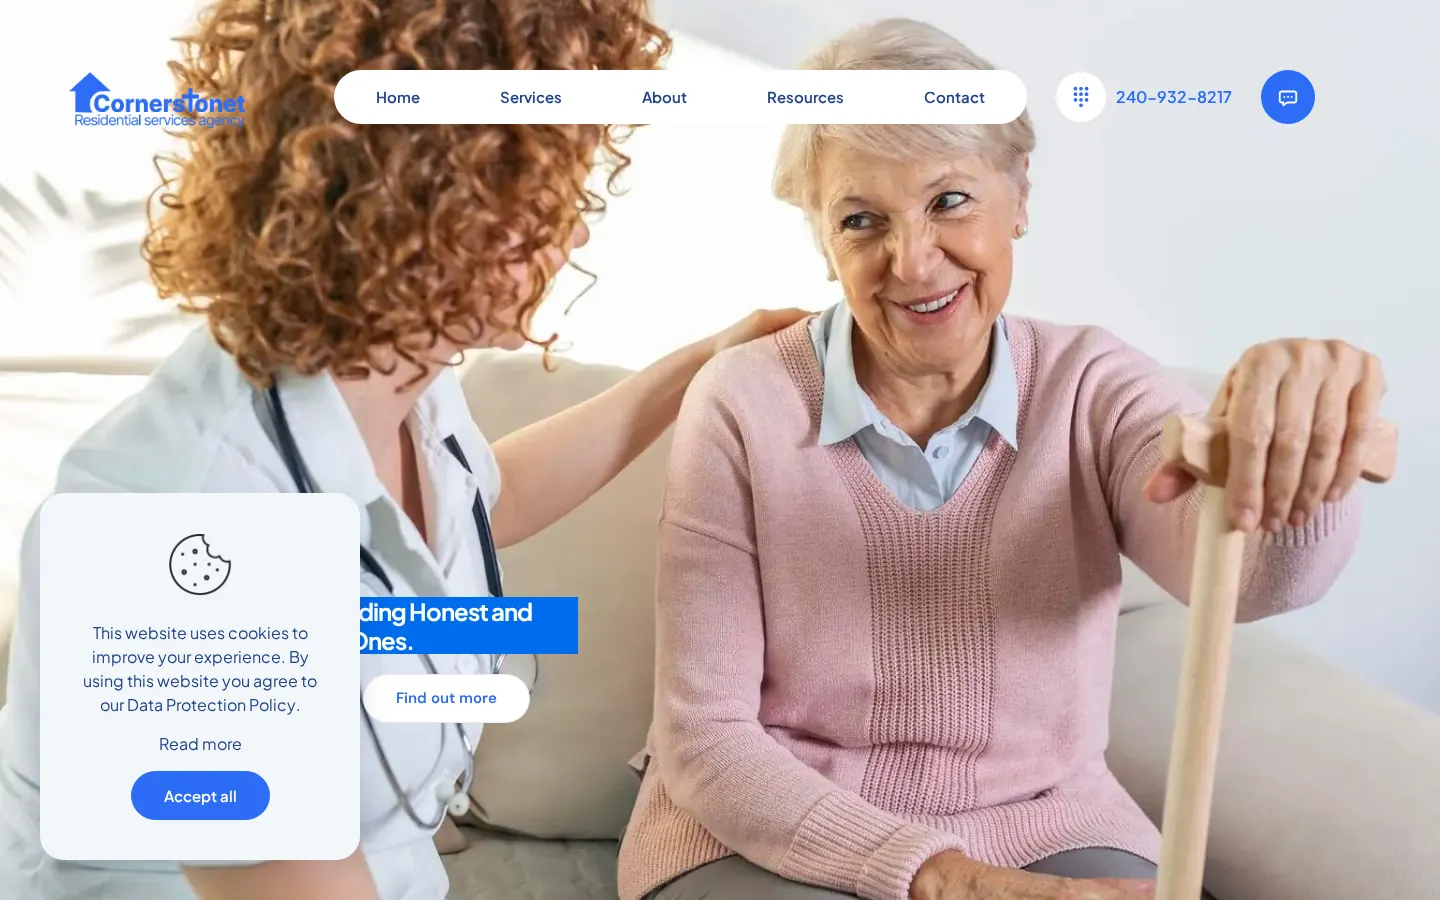 Cornerstonet
Residential services agency
Home
Services
About
Resources
Contact
240-932-8217
ding Honest and
Ones.
Find out more
This website uses cookies to
improve your experience. By
using this website you agree to
our Data Protection Policy.
Read more
Accept all